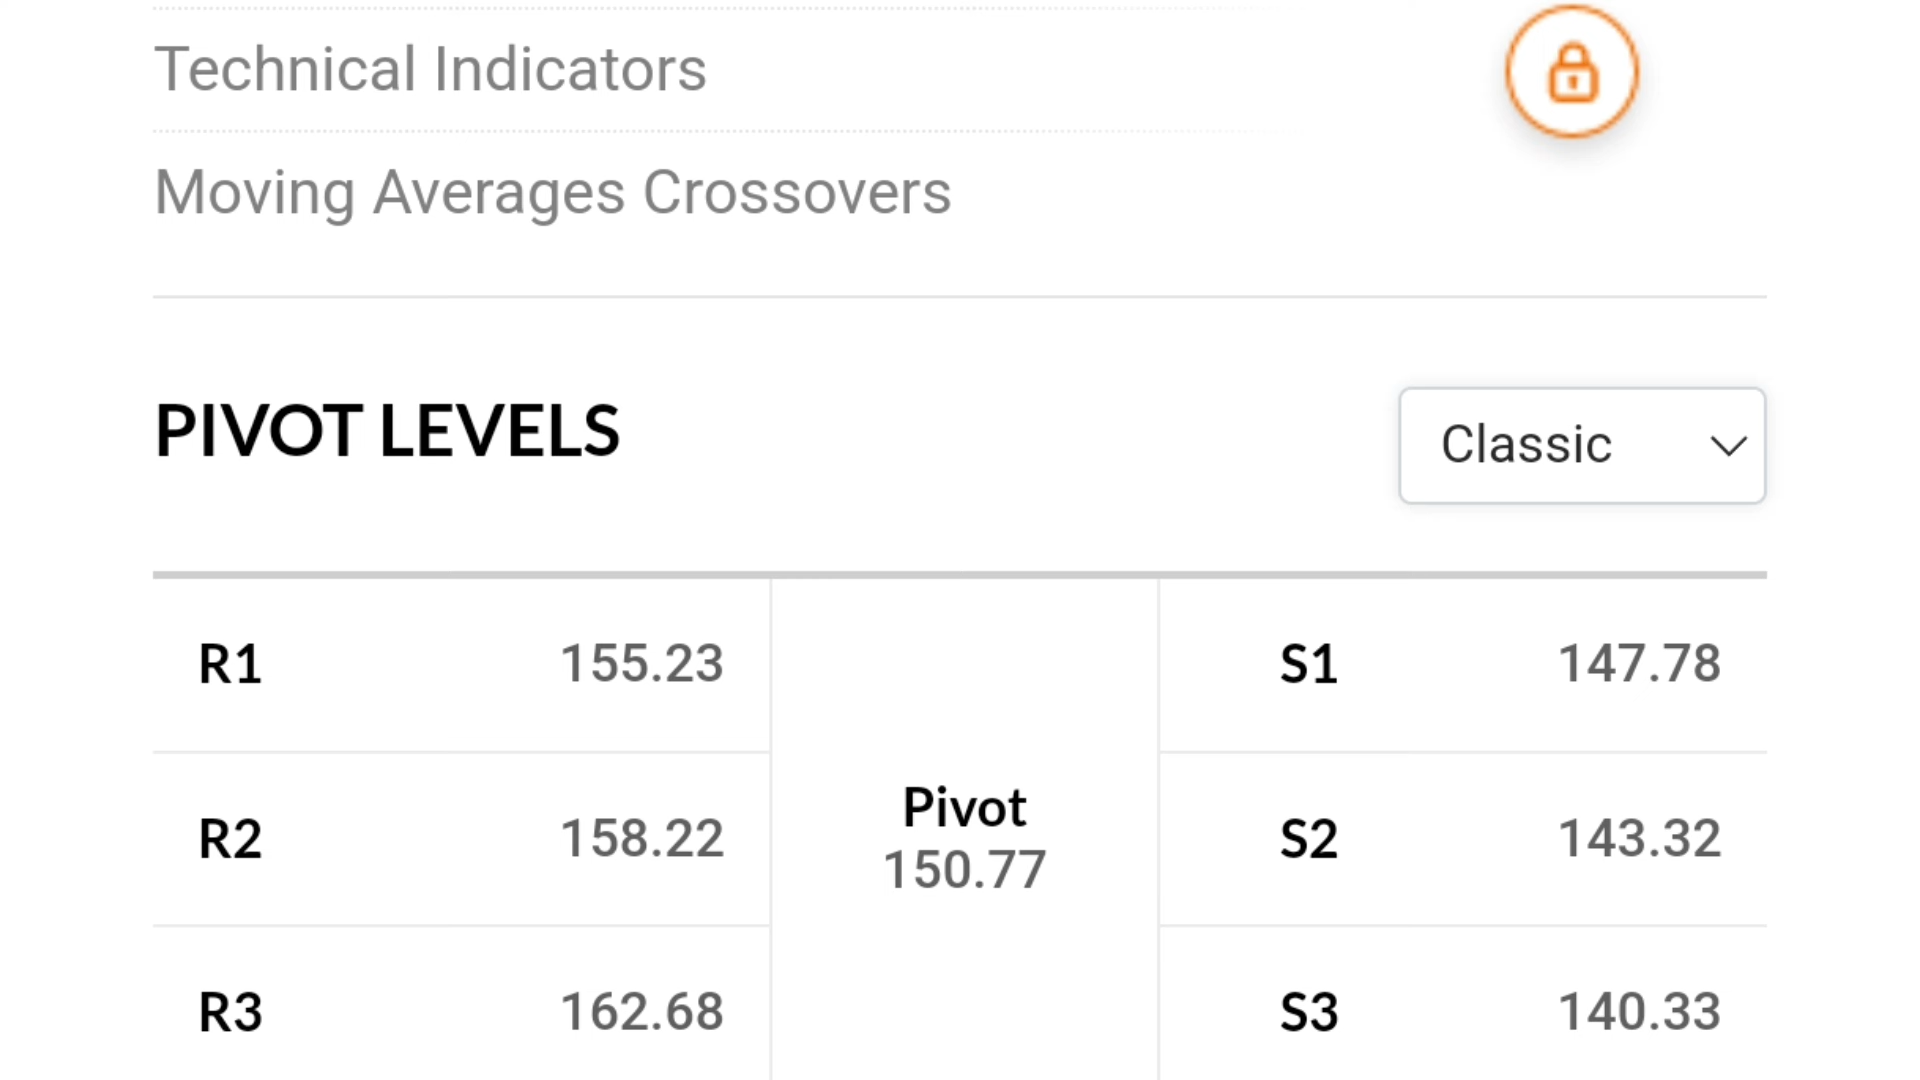 Technical Indicators
Moving Averages Crossovers
PIVOT LEVELS
Classic
R1 155.23 S1 147.78
Pivot
R2 158.22 150.77 S2 143.32
R3 162.68 S3 140.33